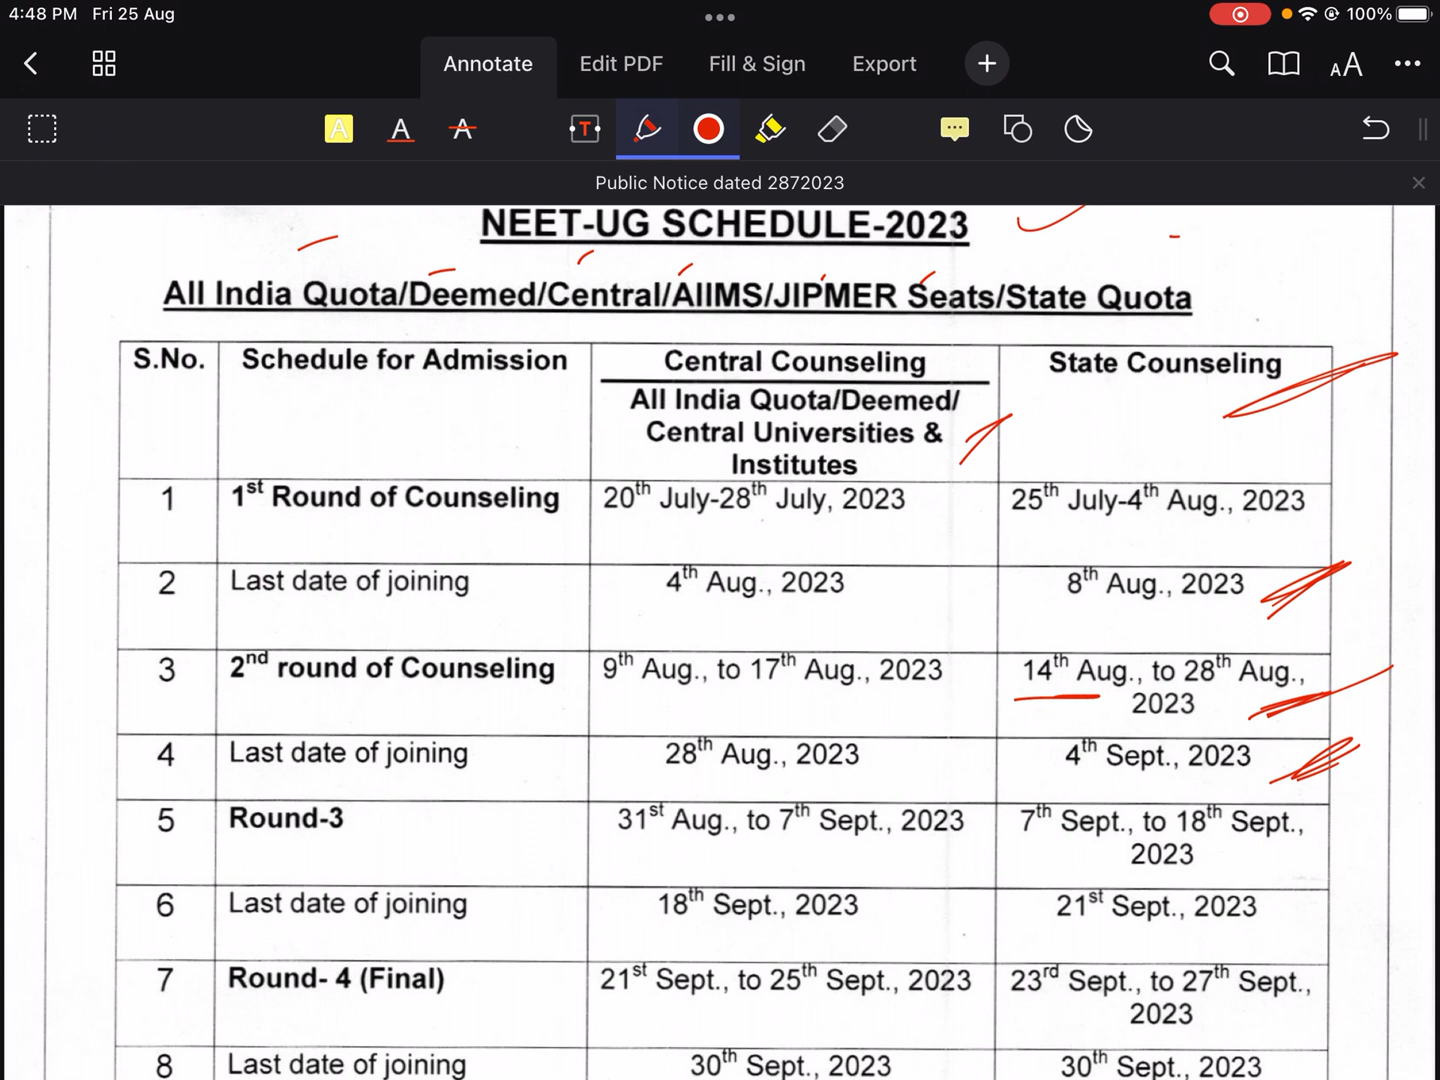 4:48 PM Fri 25 Aug
100%
Annotate Edit PDF Fill & Sign Export
A A A T AA
Public Notice dated 2872023
NEET-UG SCHEDULE-2023
All India Quota/Deemed/Central/AIIMS/JIPMER Seats/State Quota
S.No. Schedule for Admission Central Counseling State Counseling
All India Quota/Deemed/
Central Universities &
Institutes
1 1st Round of Counseling 20th July-28th July, 2023 25th July-4th Aug., 2023
2 Last date of joining 4th Aug., 2023 8th Aug., 2023
3 2nd round of Counseling 9th Aug., to 17th Aug., 2023 14th Aug., to 28th Aug.,
2023
4 Last date of joining 28th Aug., 2023 4th Sept., 2023
5 Round-3 31st Aug., to 7th Sept., 2023 7th Sept., to 18th Sept.,
2023
6 Last date of joining 18th Sept., 2023 21st Sept., 2023
7 Round- 4 (Final) 21st Sept., to 25th Sept., 2023 23rd Sept., to 27th Sept.,
2023
8 Last date of joining 30th Sept., 2023 30th Sept., 2023